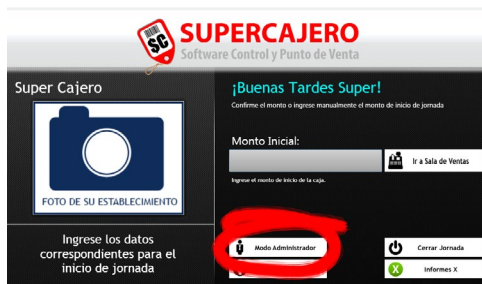 $C
SUPERCAJERO
Software Control y Punto de Venta
Super Cajero
FOTO DE SU ESTABLECIMIENTO
Ingrese los datos
correspondientes para el
inicio de jornada
¡Buenas Tardes Super!
Confirme el monto o ingrese manualmente el monto de inicio de jornada
Monto Inicial:
Ir a Sala de Ventas
Ingrese el monto de inicio de la caja.
Modo Administrador
Cerrar Jornada
X
Informes X